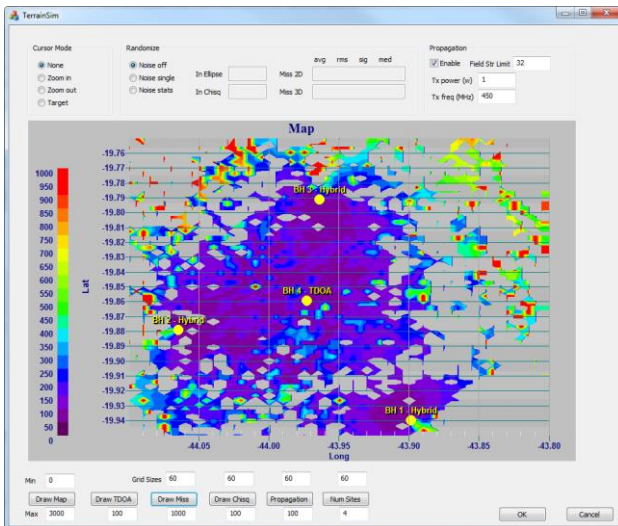 TerrainSim
Cursor Mode
None
Zoom in
Zoom out
Target
Randomize
Noise off
Noise single
Noise stats
avg rms sig med
In Ellipse
Miss 2D
In Chisq
Miss 3D
Propagation
Enable Field Str Limit 32
Tx power (w) 1
Tx freq (MHz) 450
Map
1000
950
900
850
800
750
700
650
600
550
500
450
400
350
300
250
200
150
100
50
0
Lat
-19.76
-19.77
-19.78
-19.79
-19.80
-19.81
-19.82
-19.83
-19.84
-19.85
-19.86
-19.87
-19.88
-19.89
-19.90
-19.91
-19.92
-19.93
-19.94
BH 3 - Hybrid
BH 4 - TDOA
BH 2 - Hybrid
BH 1 - Hybrid
-44.05 -44.00 -43.95 -43.90 -43.85 -43.80
Long
Min 0 Grid Sizes 60 60 60 60
Draw Map Draw TDOA Draw Miss Draw Chisq Propagation Num Sites
Max 3000 100 1000 100 100 4
OK Cancel